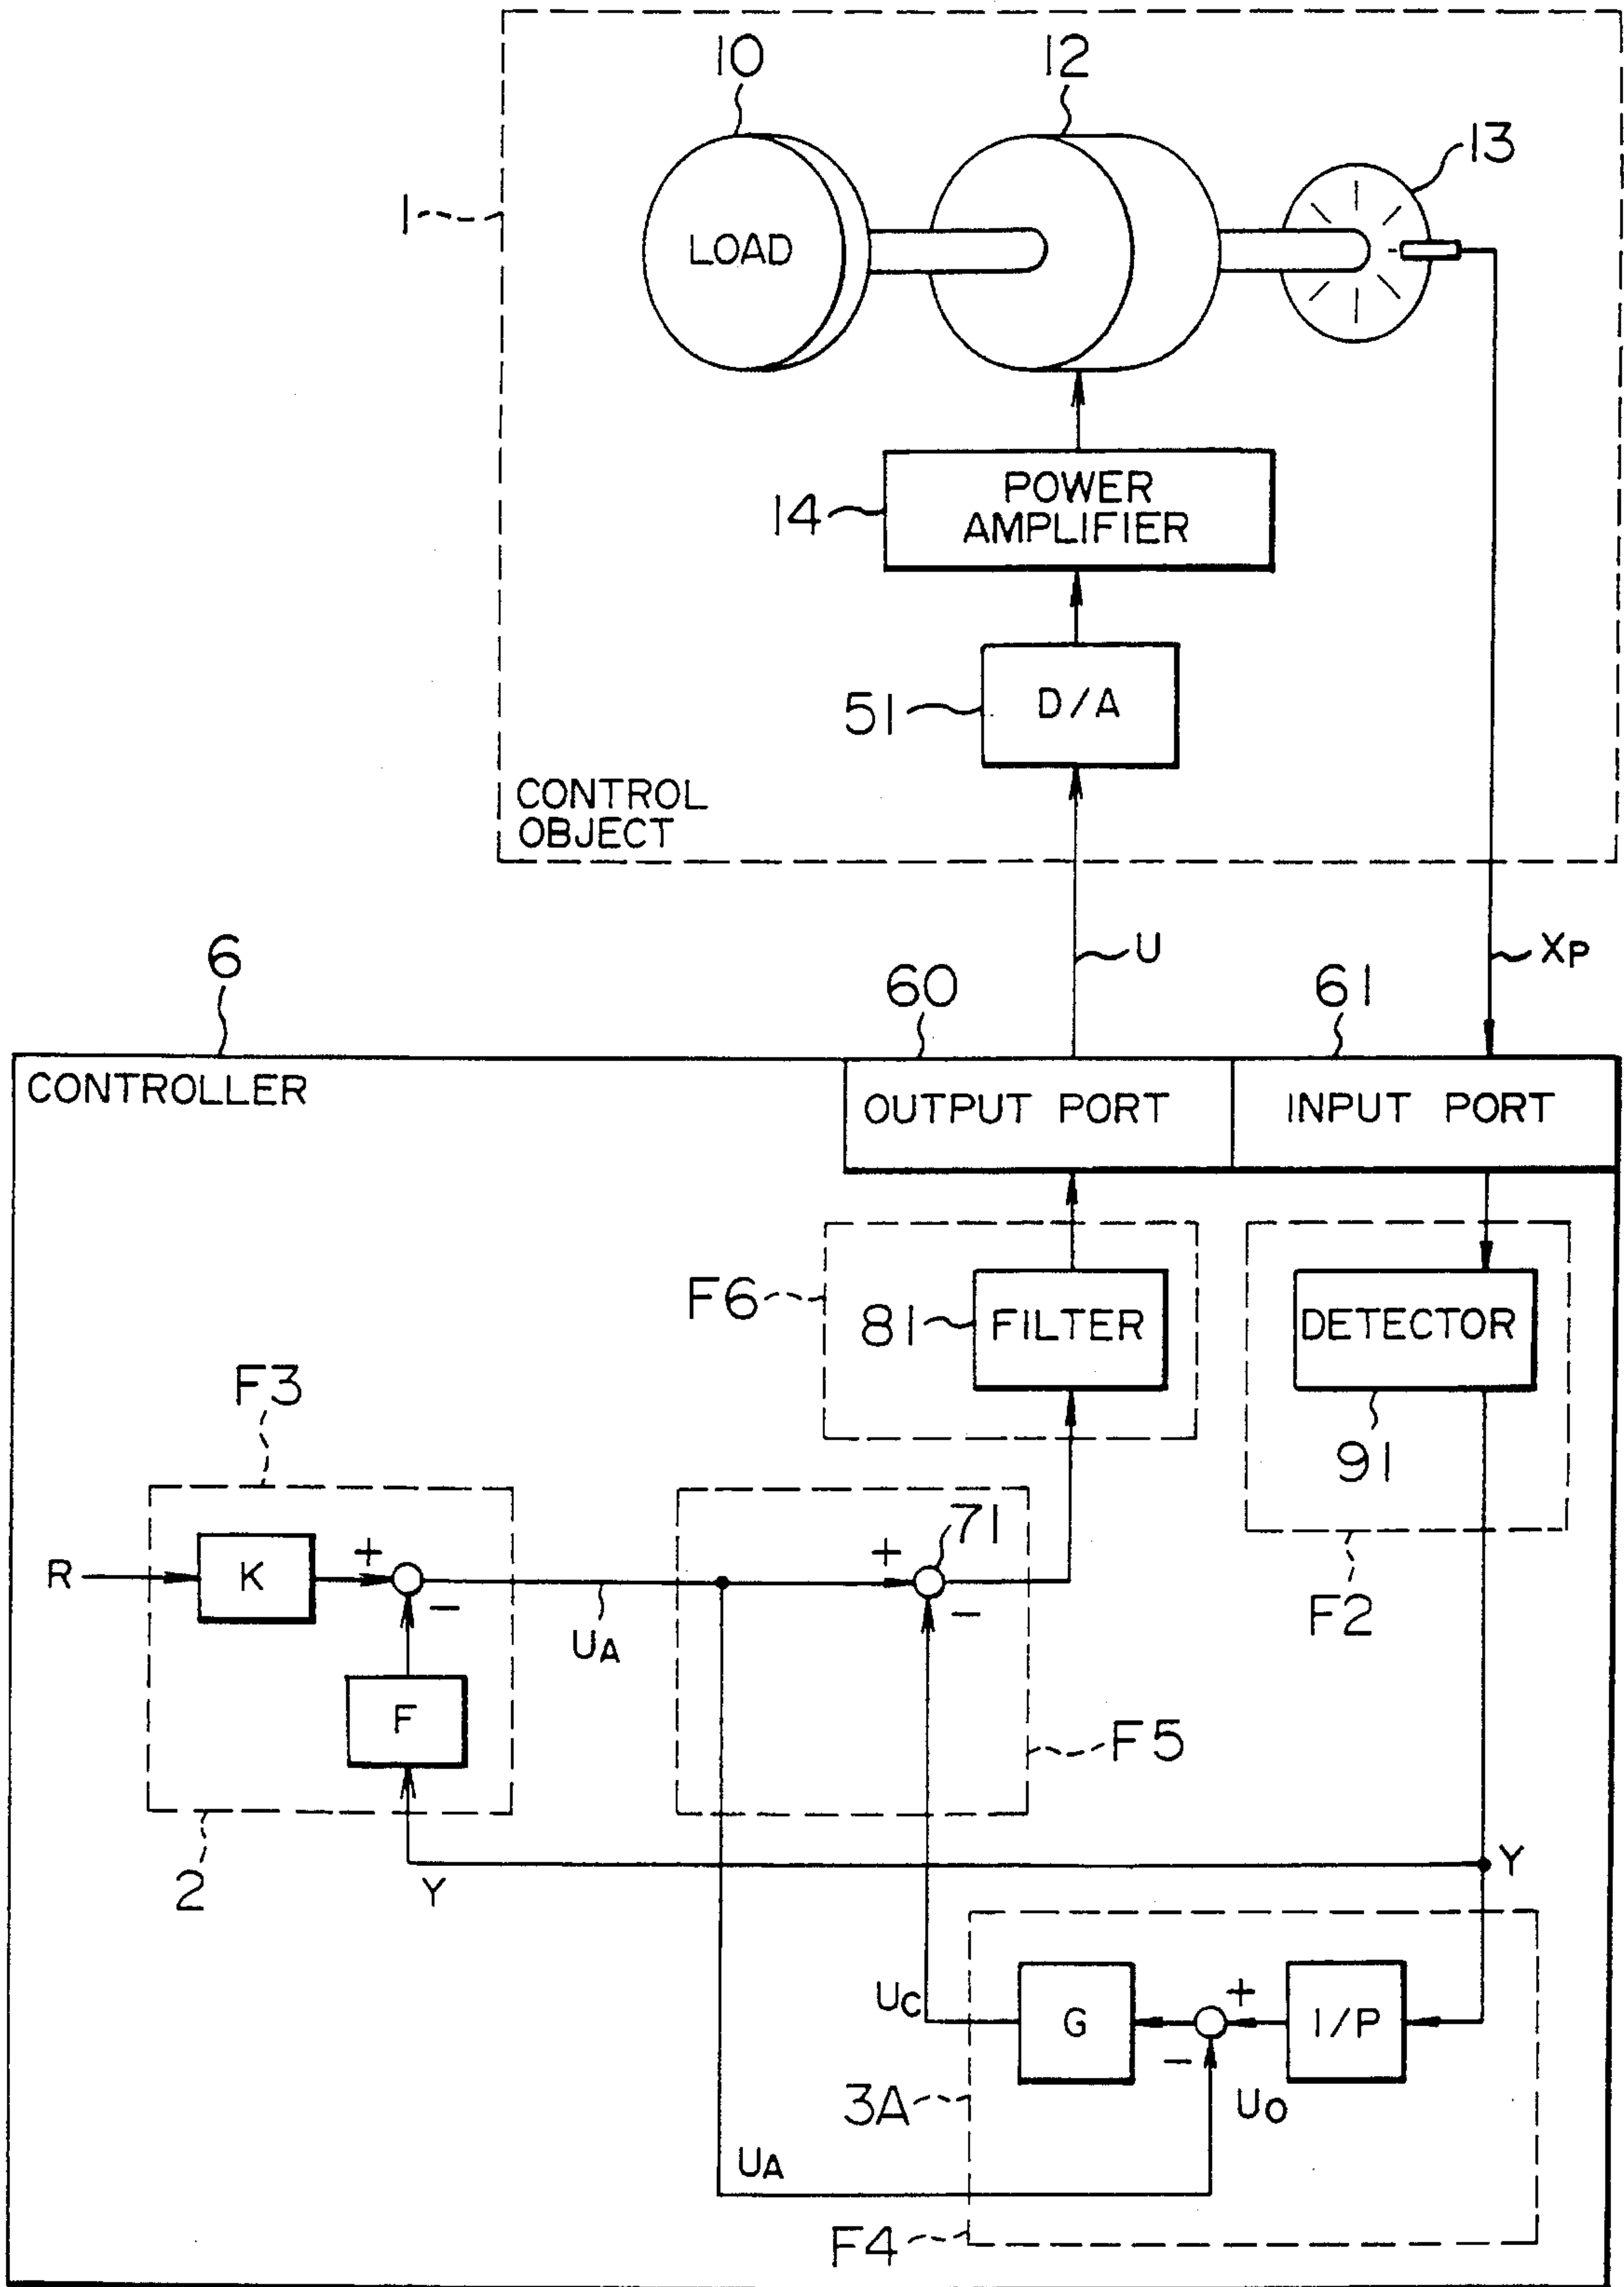 10
12
13
1
LOAD
14
POWER
AMPLIFIER
51
D/A
CONTROL
OBJECT
6
60
U
61
XP
CONTROLLER
OUTPUT PORT
INPUT PORT
F6
81
FILTER
DETECTOR
91
F3
F2
71
R
K
+
-
UA
+
-
F
F5
2
Y
Y
UC
G
+
-
1/P
3A
UO
UA
F4